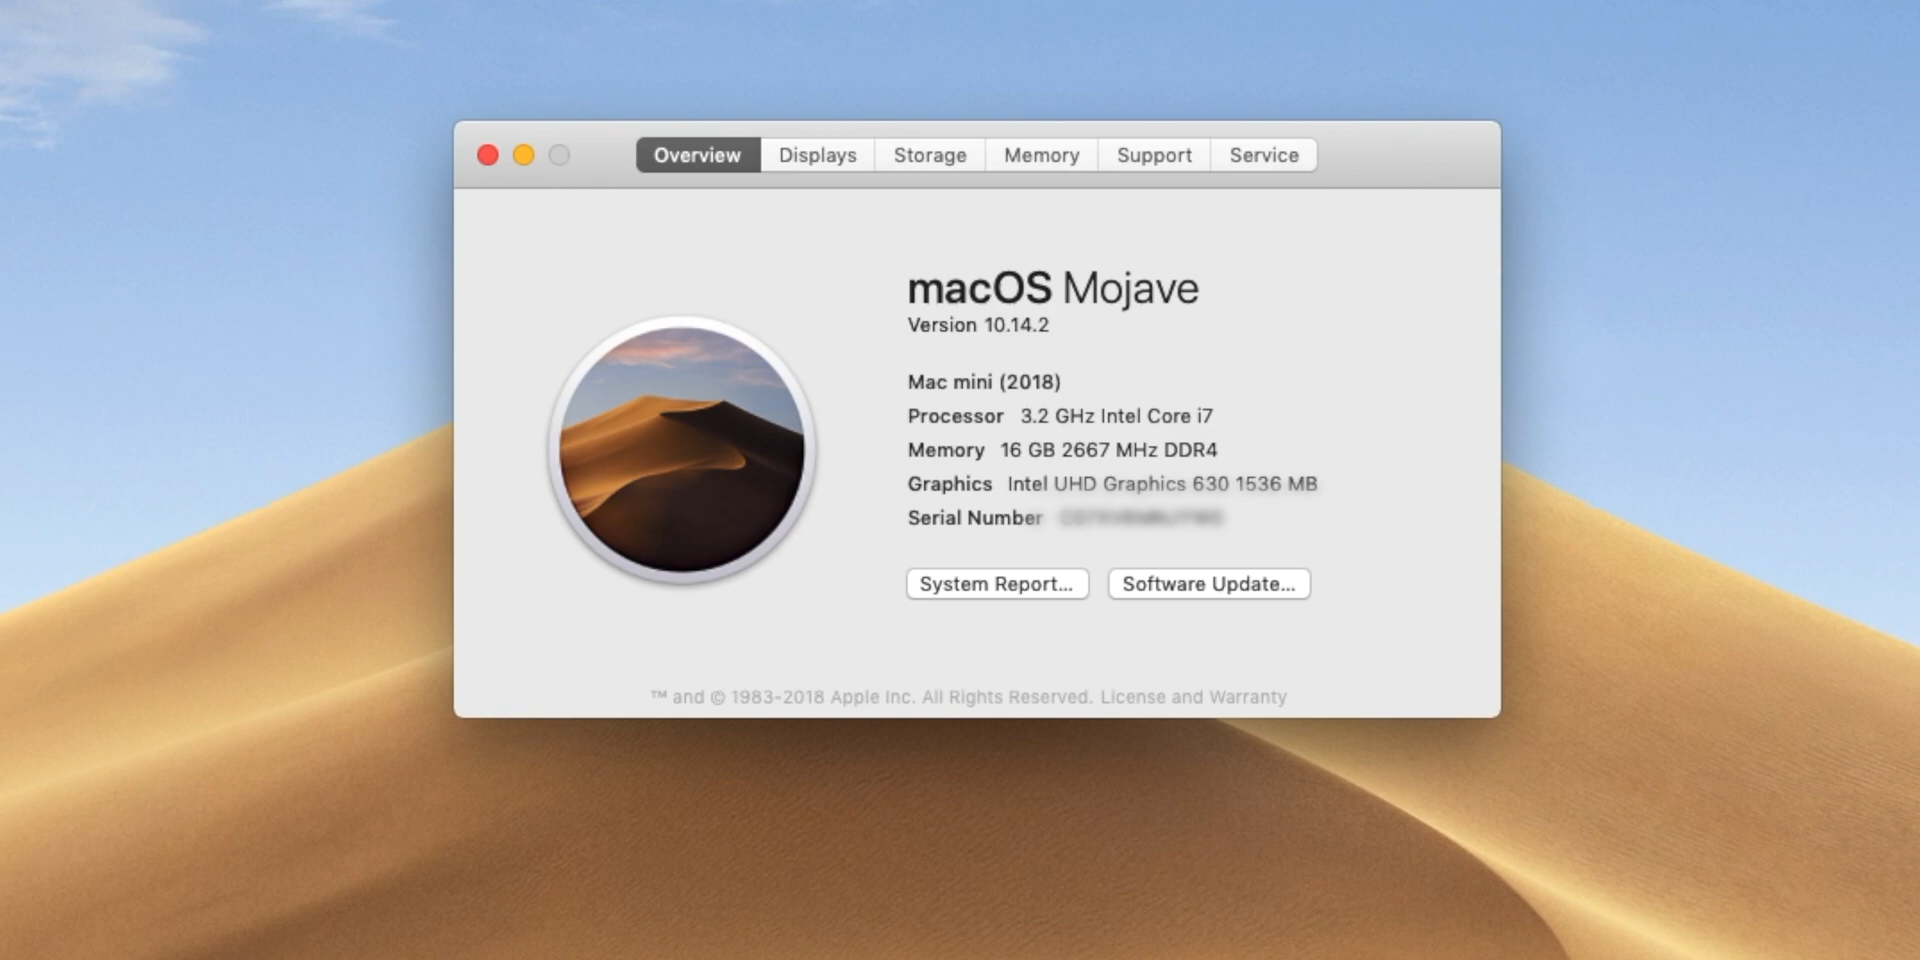 Overview Displays Storage Memory Support Service
macOS Mojave
Version 10.14.2
Mac mini (2018)
Processor 3.2 GHz Intel Core i7
Memory 16 GB 2667 MHz DDR4
Graphics Intel UHD Graphics 630 1536 MB
Serial Number
System Report... Software Update...
™ and © 1983-2018 Apple Inc. All Rights Reserved. License and Warranty